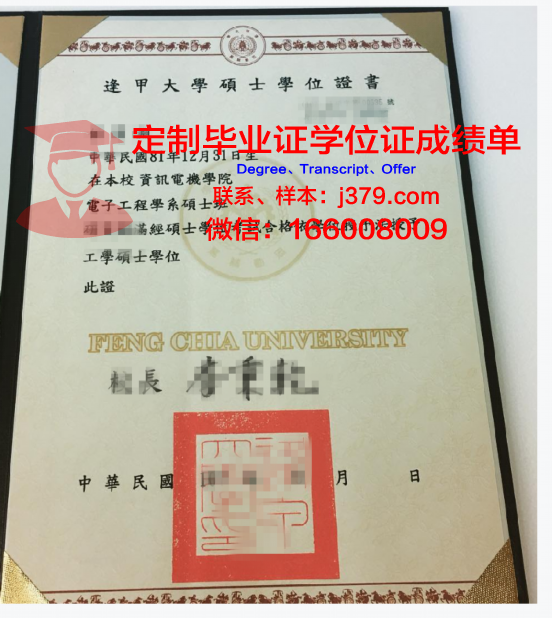 逢甲大學碩士學位證書
號
定制毕业证学位证成绩单
中華民國81年12月31日生
Degree、Transcript、Offer
在本校資訊電機學院
联系、样本：j379.com
電子工程學系碩士班
微信：166008009
工學碩士學位
此證
FENG CHIA UNIVERSITY
校長
中華民國
月
日